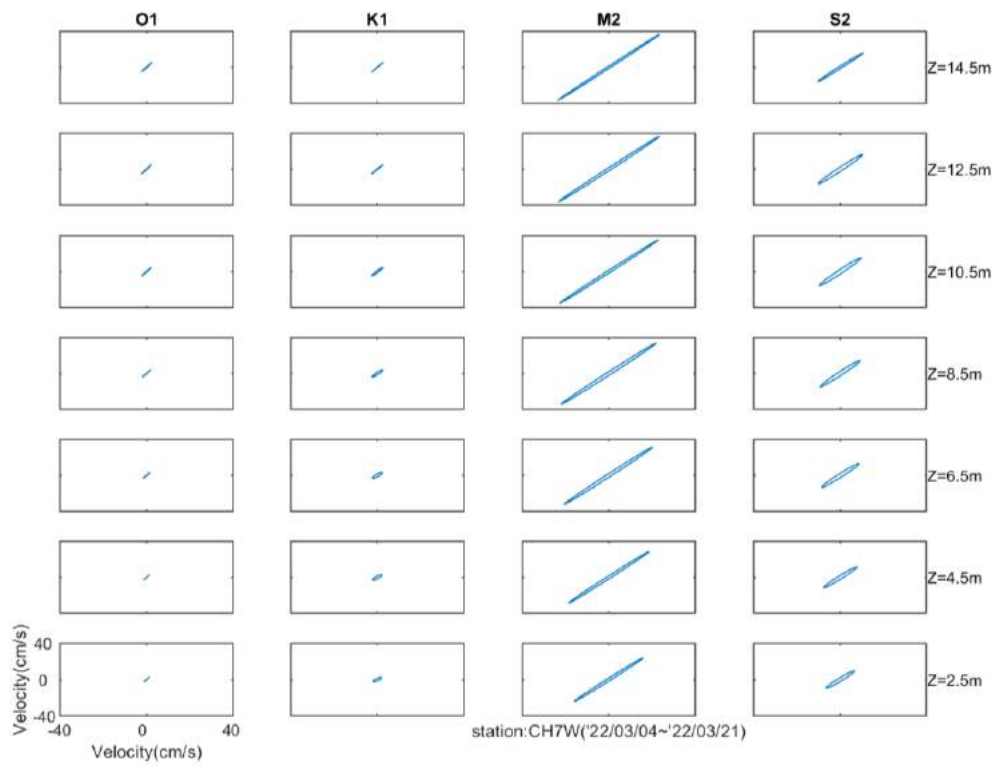 O1 K1 M2 S2
Z=14.5m
Z=12.5m
Z=10.5m
Z=8.5m
Z=6.5m
Z=4.5m
Z=2.5m
Velocity(cm/s)
40
0
-40
-40 0 40
Velocity(cm/s)
station:CH7W('22/03/04~'22/03/21)